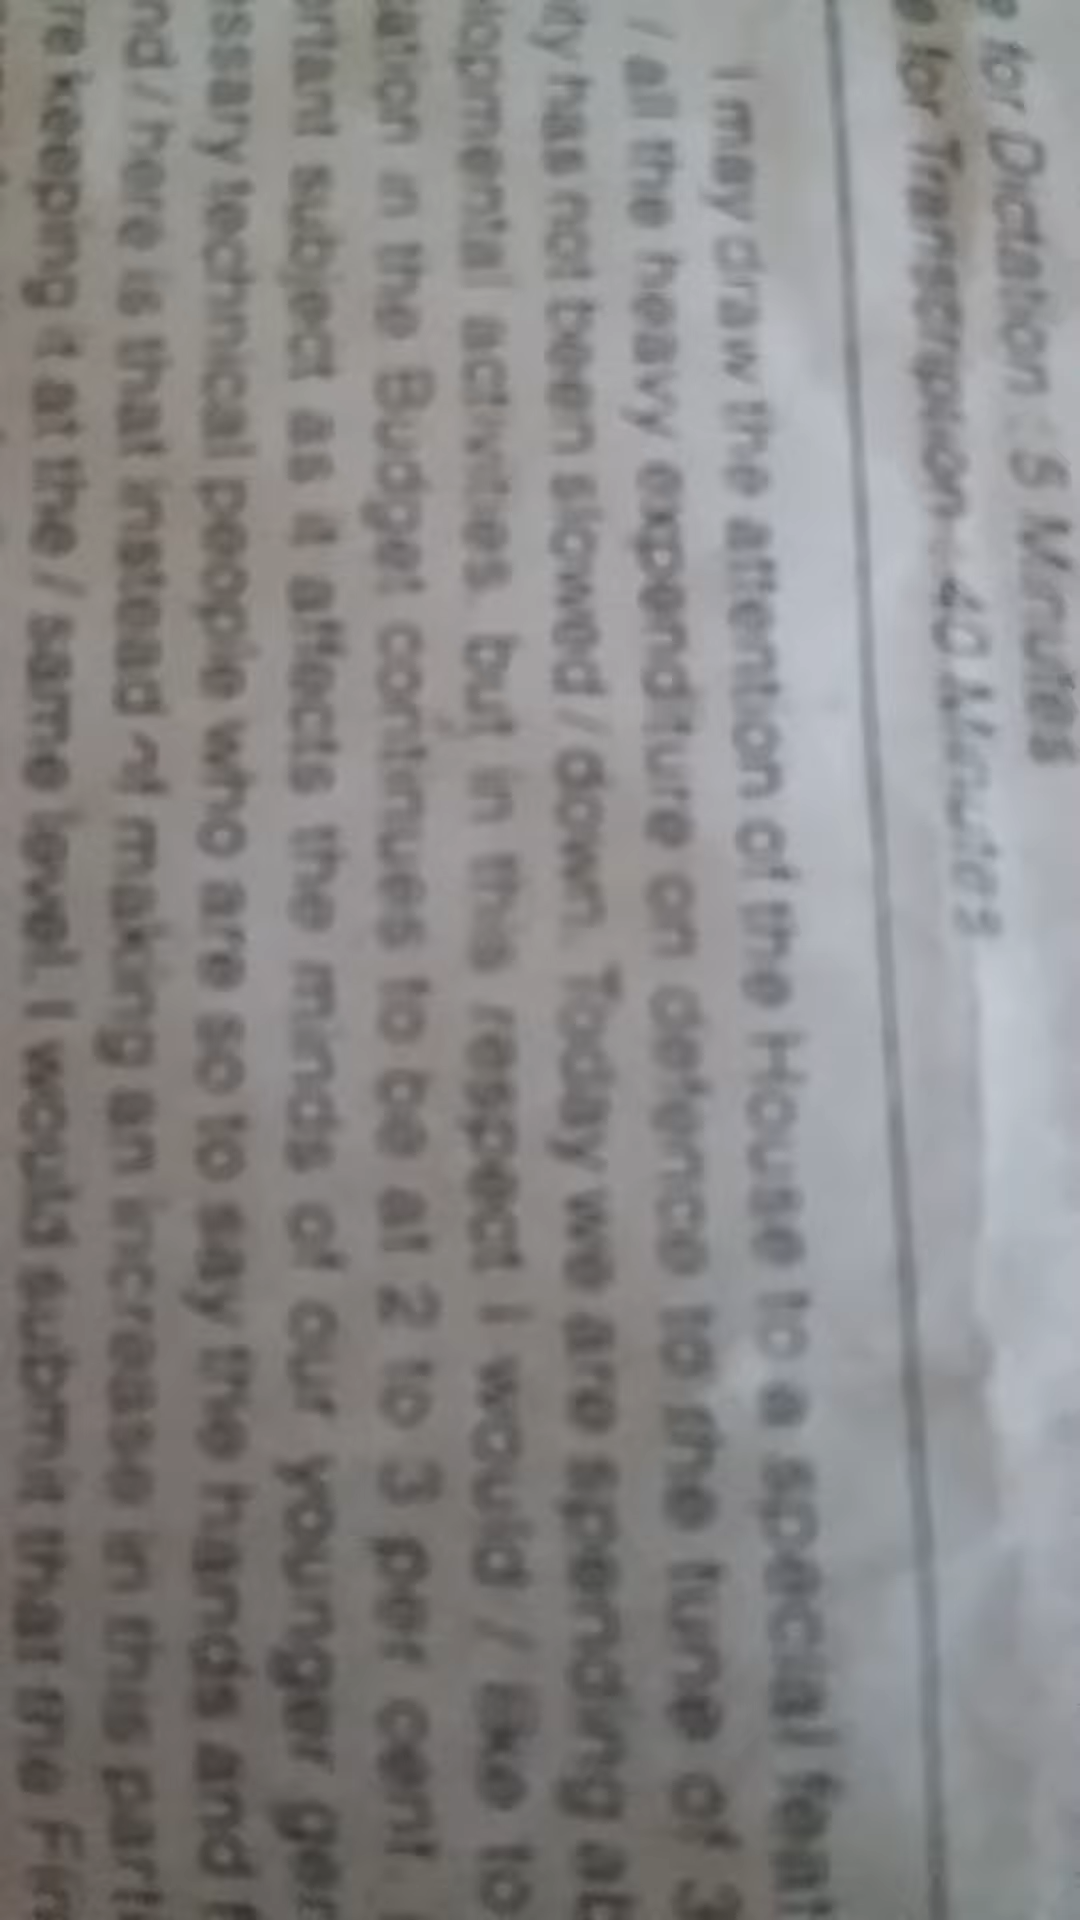 for Dictation : 5 Minutes
for Transcription : 40 Minutes
I may draw the attention of the House to a special
/ all the heavy expenditure on defence to the tune of 3
has not been slowed / down. Today we are spending
activities, but in this respect I would / like to
in the Budget continues to be at 2 to 3 per cent
subject as it affects the minds of our younger
technical people who are so to say the hands and
/ here is that instead of making an increase in this
keeping it at the / same level. I would submit that the